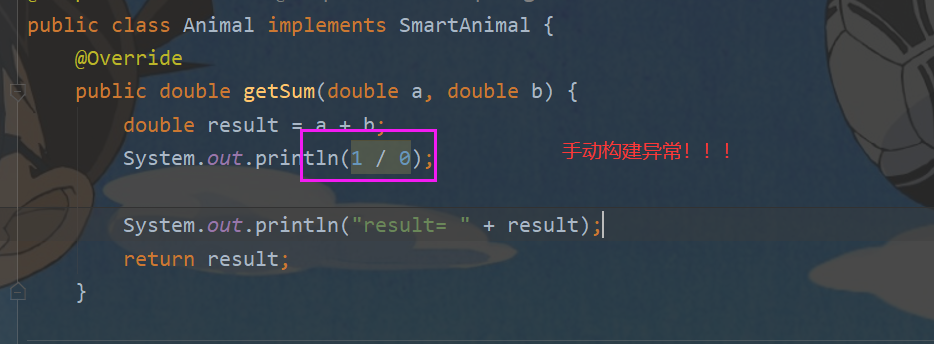 public class Animal implements SmartAnimal {
@Override
public double getSum(double a, double b) {
double result = a + b;
System.out.println(1 / 0);
手动构建异常！！！
System.out.println("result= " + result);
return result;
}